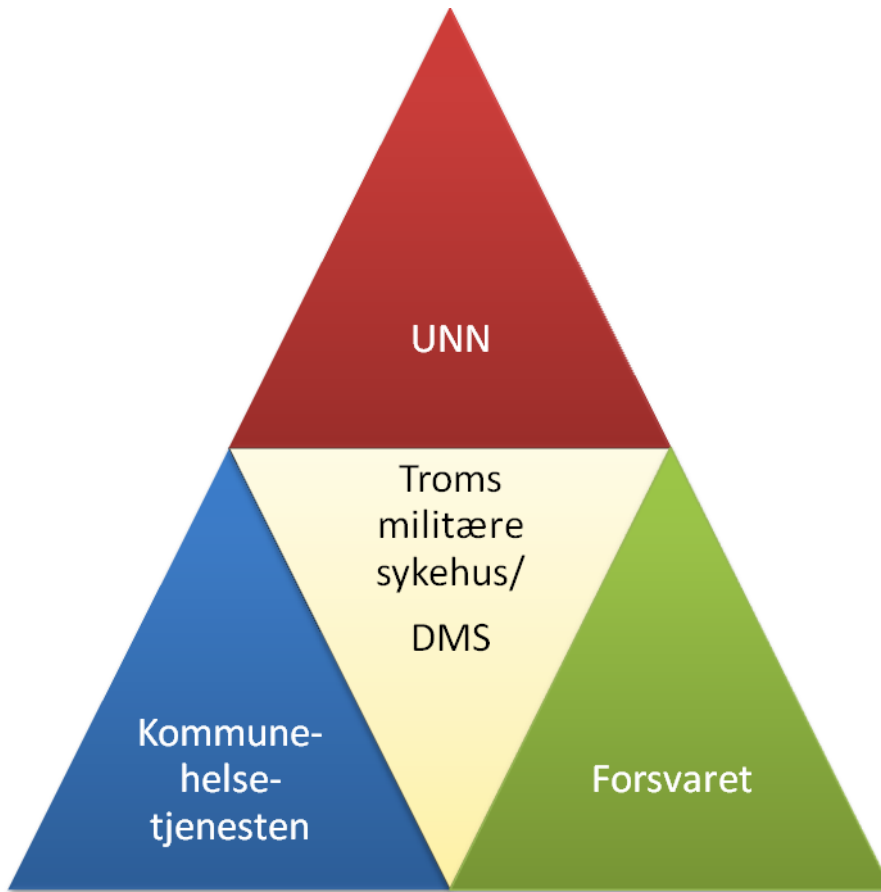 UNN
Troms
militære
sykehus/
DMS
Kommune-
helse-
tjenesten
Forsvaret